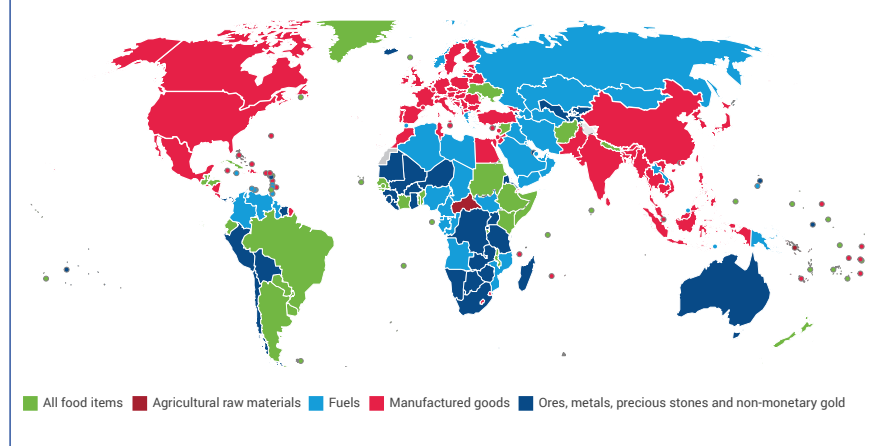 All food items Agricultural raw materials Fuels Manufactured goods Ores, metals, precious stones and non-monetary gold